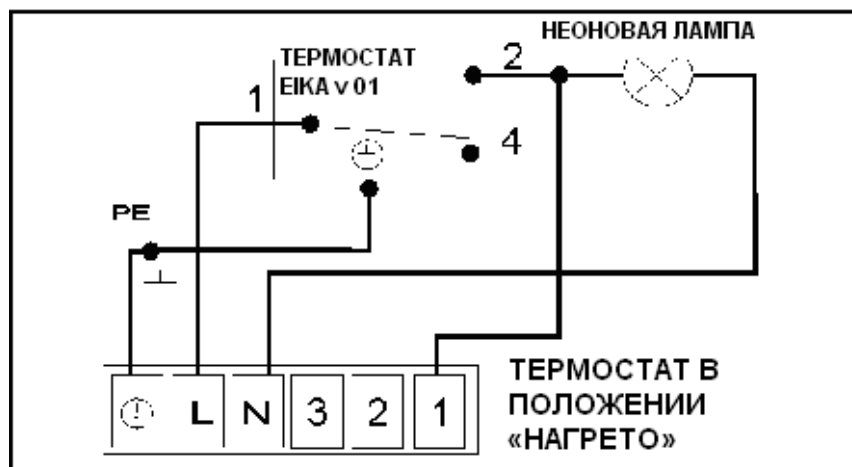 НЕОНОВАЯ ЛАМПА
ТЕРМОСТАТ
EIKA v 01
2
1
4
PE
L N 3 2 1
ТЕРМОСТАТ В
ПОЛОЖЕНИИ
«НАГРЕТО»